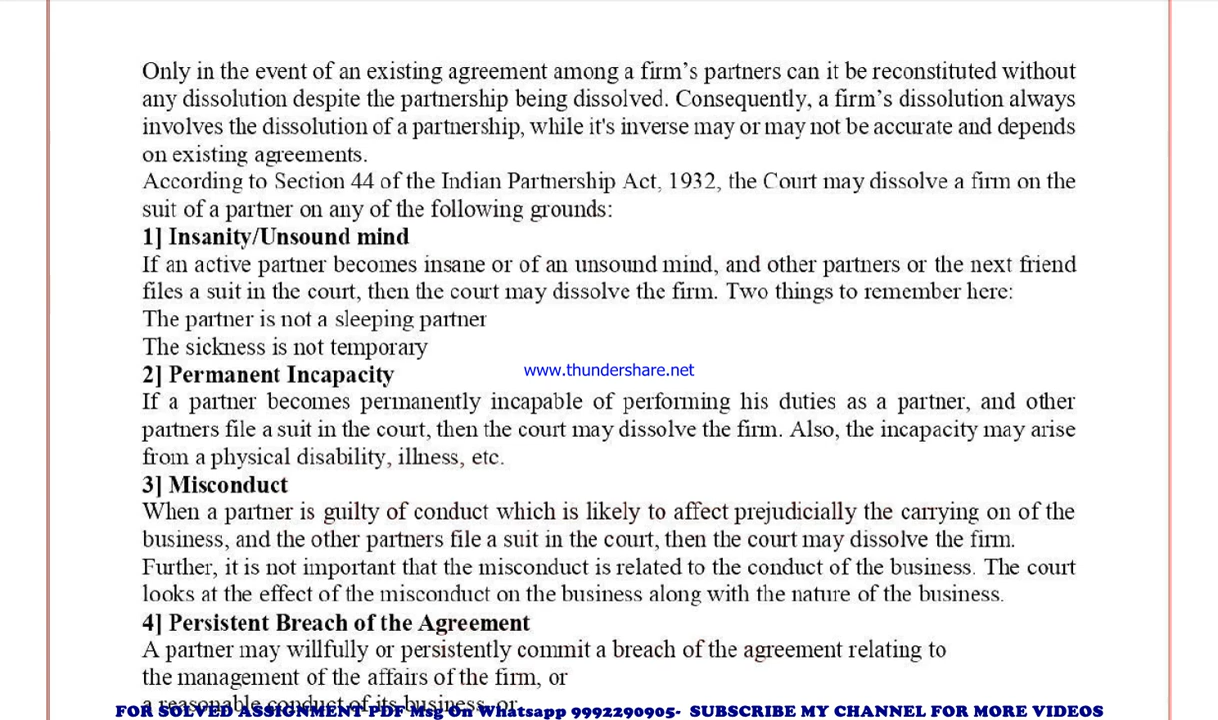 Only in the event of an existing agreement among a firm's partners can it be reconstituted without
any dissolution despite the partnership being dissolved. Consequently, a firm's dissolution always
involves the dissolution of a partnership, while it's inverse may or may not be accurate and depends
on existing agreements.
According to Section 44 of the Indian Partnership Act, 1932, the Court may dissolve a firm on the
suit of a partner on any of the following grounds:
1] Insanity/Unsound mind
If an active partner becomes insane or of an unsound mind, and other partners or the next friend
files a suit in the court, then the court may dissolve the firm. Two things to remember here:
The partner is not a sleeping partner
The sickness is not temporary
2] Permanent Incapacity
www.thundershare.net
If a partner becomes permanently incapable of performing his duties as a partner, and other
partners file a suit in the court, then the court may dissolve the firm. Also, the incapacity may arise
from a physical disability, illness, etc.
3] Misconduct
When a partner is guilty of conduct which is likely to affect prejudicially the carrying on of the
business, and the other partners file a suit in the court, then the court may dissolve the firm.
Further, it is not important that the misconduct is related to the conduct of the business. The court
looks at the effect of the misconduct on the business along with the nature of the business.
4] Persistent Breach of the Agreement
A partner may willfully or persistently commit a breach of the agreement relating to
the management of the affairs of the firm, or
a reasonable conduct of its business, or
FOR SOLVED ASSIGNMENT PDF Msg On Whatsapp 9992290905- SUBSCRIBE MY CHANNEL FOR MORE VIDEOS